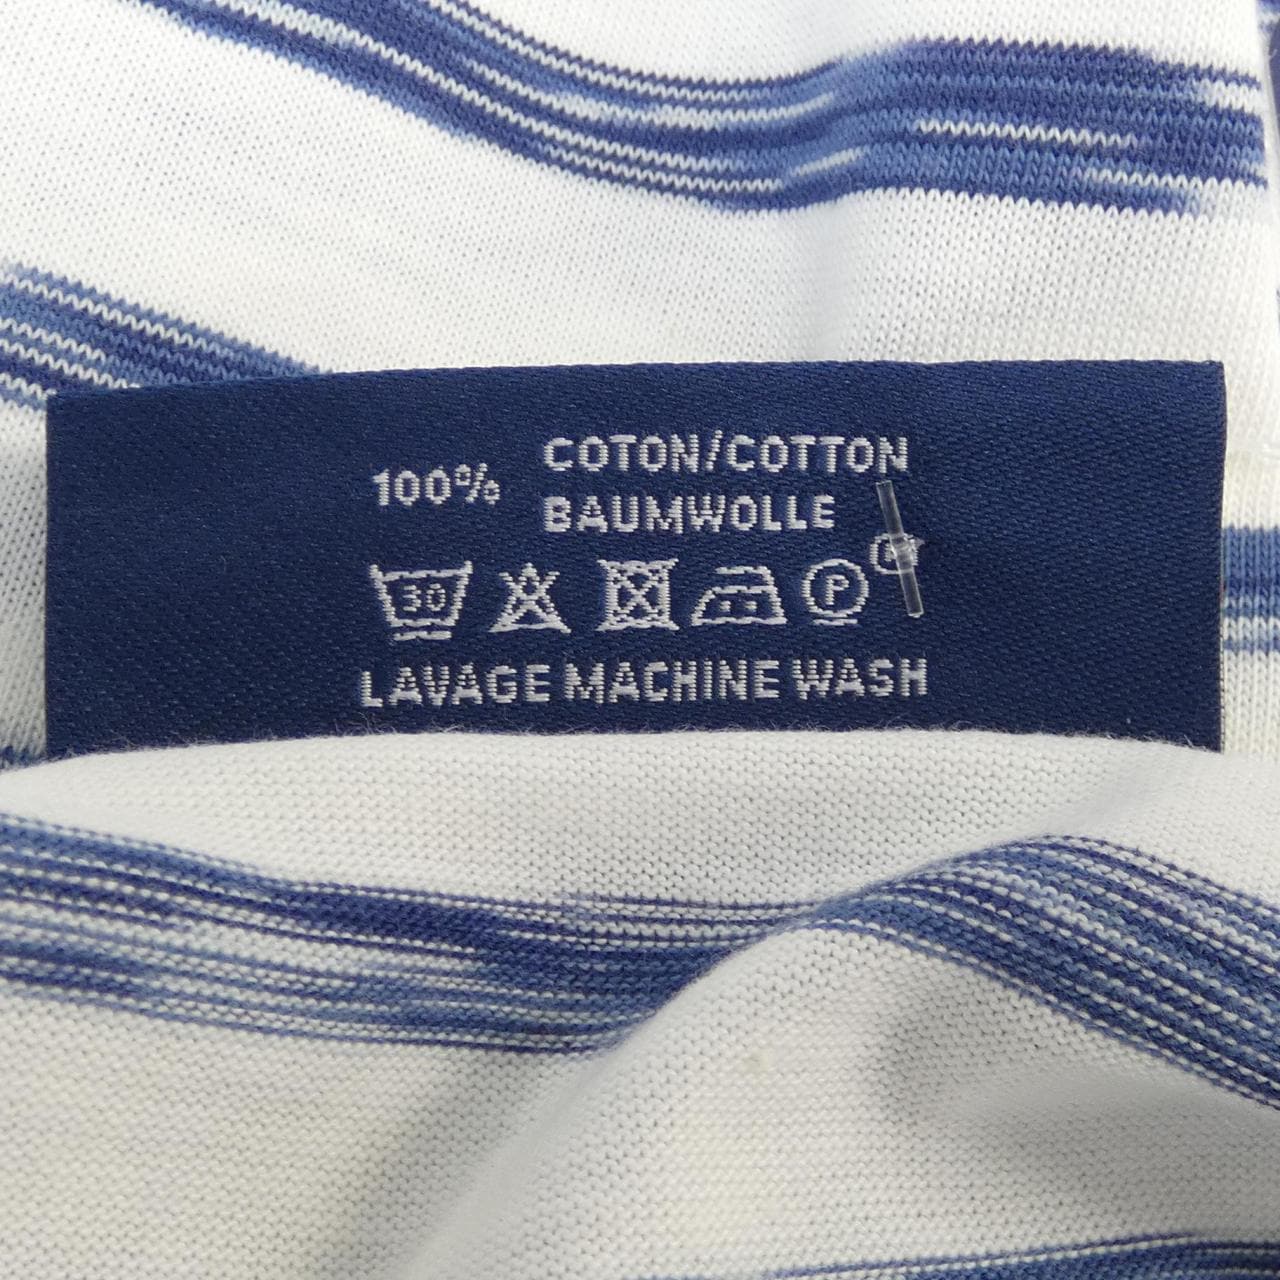 100% COTON/COTTON
BAUMWOLLE
30 P
LAVAGE MACHINE WASH